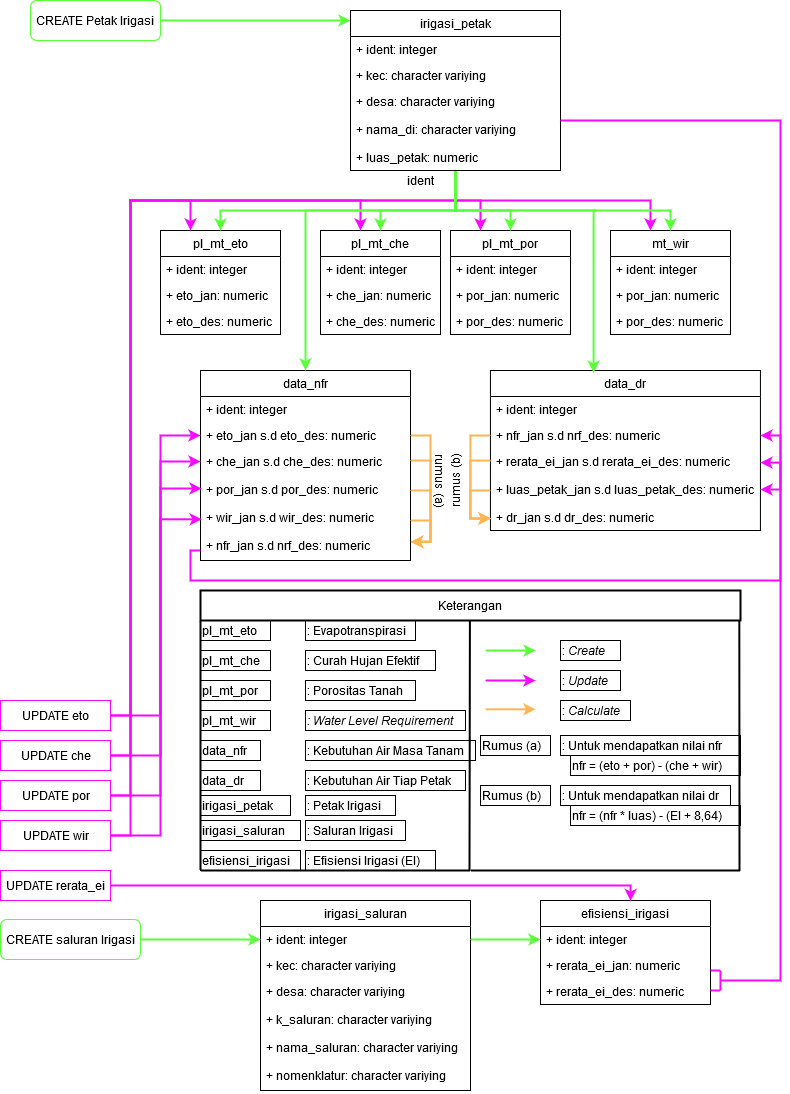 CREATE Petak Irigasi
irigasi_petak
+ ident: integer
+ kec: character variying
+ desa: character variying
+ nama_di: character variying
+ luas_petak: numeric
ident
pl_mt_eto
+ ident: integer
+ eto_jan: numeric
+ eto_des: numeric
pl_mt_che
+ ident: integer
+ che_jan: numeric
+ che_des: numeric
pl_mt_por
+ ident: integer
+ por_jan: numeric
+ por_des: numeric
mt_wir
+ ident: integer
+ por_jan: numeric
+ por_des: numeric
data_nfr
+ ident: integer
+ eto_jan s.d eto_des: numeric
+ che_jan s.d che_des: numeric
+ por_jan s.d por_des: numeric
+ wir_jan s.d wir_des: numeric
+ nfr_jan s.d nrf_des: numeric
rumus (a)
rumus (b)
data_dr
+ ident: integer
+ nfr_jan s.d nrf_des: numeric
+ rerata_ei_jan s.d rerata_ei_des: numeric
+ luas_petak_jan s.d luas_petak_des: numeric
+ dr_jan s.d dr_des: numeric
Keterangan
pl_mt_eto : Evapotranspirasi
pl_mt_che : Curah Hujan Efektif
pl_mt_por : Porositas Tanah
pl_mt_wir : Water Level Requirement
data_nfr : Kebutuhan Air Masa Tanam
data_dr : Kebutuhan Air Tiap Petak
irigasi_petak : Petak Irigasi
irigasi_saluran : Saluran Irigasi
efisiensi_irigasi : Efisiensi Irigasi (EI)
: Create
: Update
: Calculate
Rumus (a) : Untuk mendapatkan nilai nfr
nfr = (eto + por) - (che + wir)
Rumus (b) : Untuk mendapatkan nilai dr
nfr = (nfr * luas) - (EI + 8,64)
UPDATE eto
UPDATE che
UPDATE por
UPDATE wir
UPDATE rerata_ei
CREATE saluran Irigasi
irigasi_saluran
+ ident: integer
+ kec: character variying
+ desa: character variying
+ k_saluran: character variying
+ nama_saluran: character variying
+ nomenklatur: character variying
efisiensi_irigasi
+ ident: integer
+ rerata_ei_jan: numeric
+ rerata_ei_des: numeric